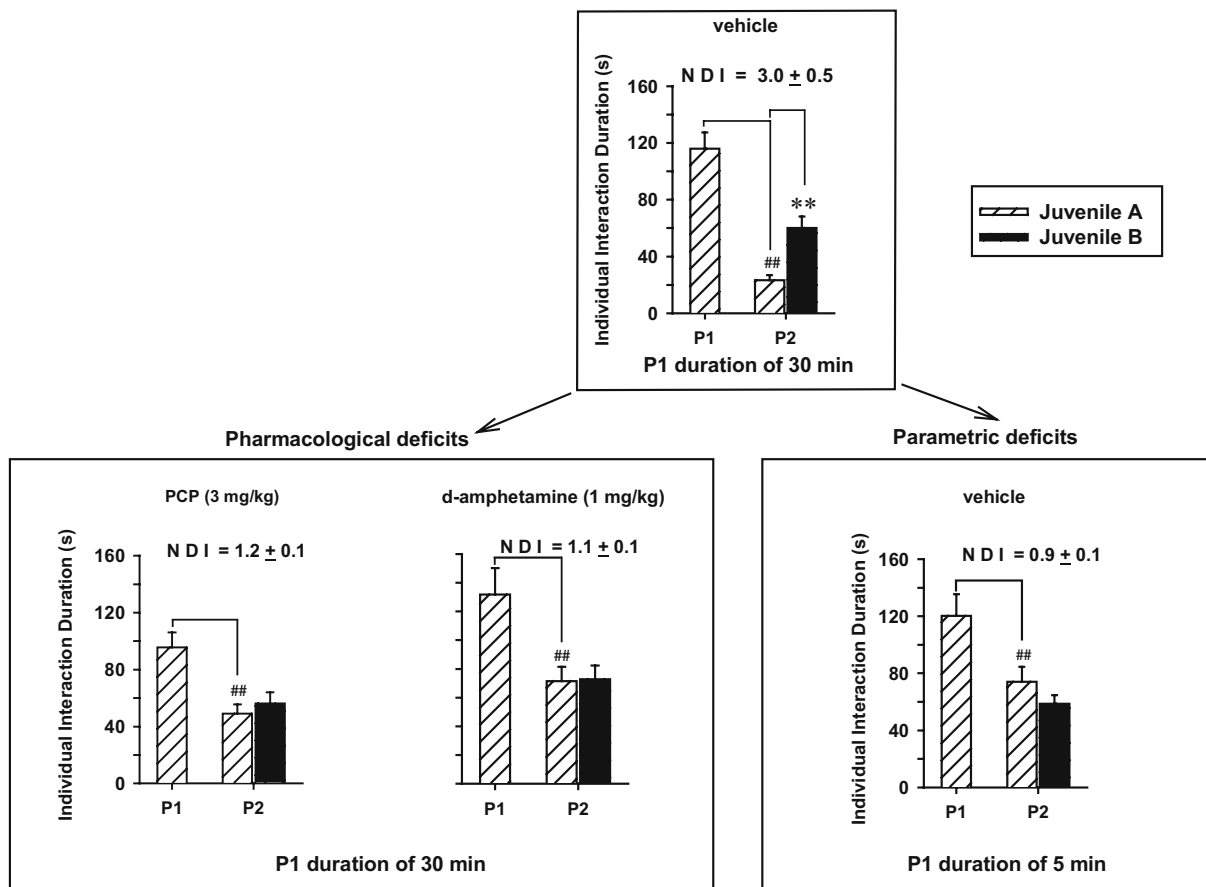 vehicle
Individual Interaction Duration (s)
N D I = 3.0 ± 0.5
160
120
80
40
0
**
##
P1 P2
P1 duration of 30 min
Juvenile A
Juvenile B
Pharmacological deficits
Parametric deficits
PCP (3 mg/kg)
Individual Interaction Duration (s)
N D I = 1.2 ± 0.1
160
120
80
40
0
##
P1 P2
d-amphetamine (1 mg/kg)
N D I = 1.1 ± 0.1
##
P1 P2
P1 duration of 30 min
vehicle
Individual Interaction Duration (s)
N D I = 0.9 ± 0.1
160
120
80
40
0
##
P1 P2
P1 duration of 5 min